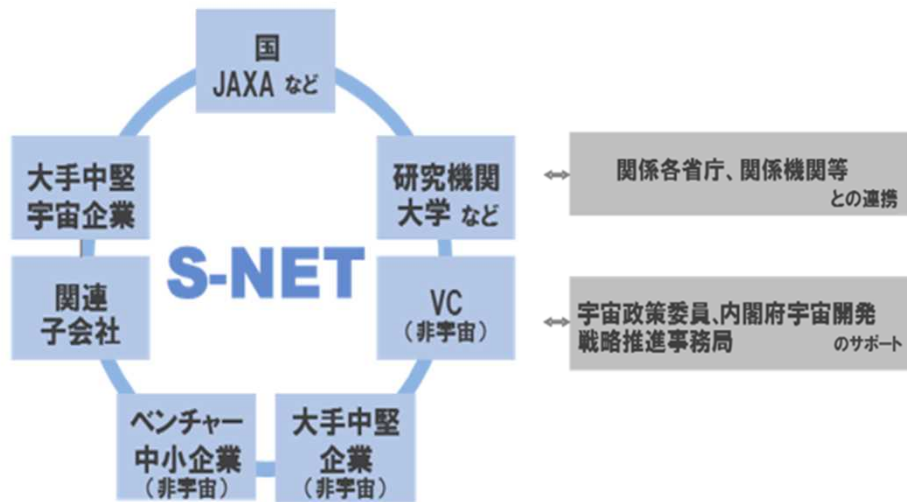 国
JAXA など
大手中堅
宇宙企業
研究機関
大学 など
関係各省庁、関係機関等
との連携
S-NET
関連
子会社
VC
（非宇宙）
宇宙政策委員、内閣府宇宙開発
戦略推進事務局 のサポート
ベンチャー
中小企業
（非宇宙）
大手中堅
企業
（非宇宙）